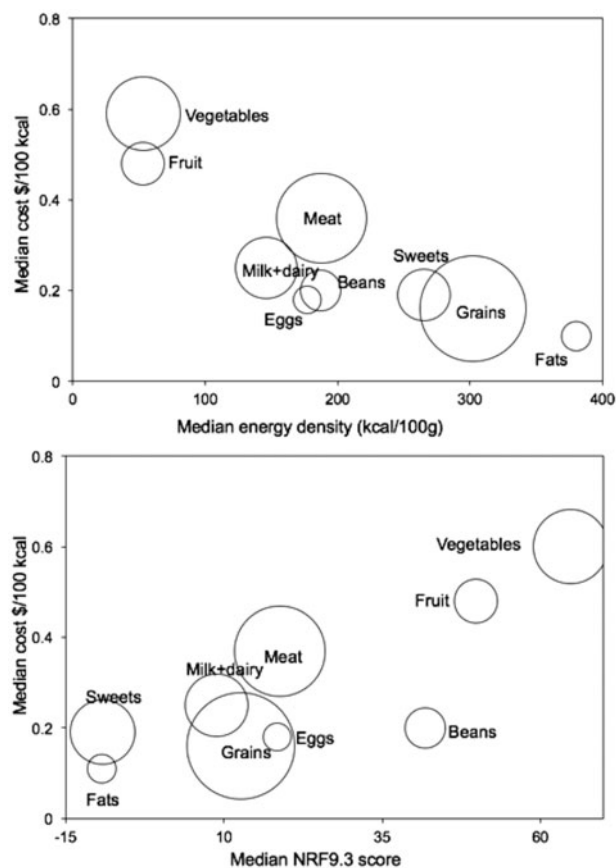 Median cost $/100 kcal
0.8
0.6
0.4
0.2
0
Vegetables
Fruit
Meat
Milk+dairy
Beans
Eggs
Sweets
Grains
Fats
0
100
200
300
400
Median energy density (kcal/100g)
Median cost $/100 kcal
0.8
0.6
0.4
0.2
0
Vegetables
Fruit
Meat
Milk+dairy
Sweets
Grains
Eggs
Beans
Fats
-15
10
35
60
Median NRF9.3 score